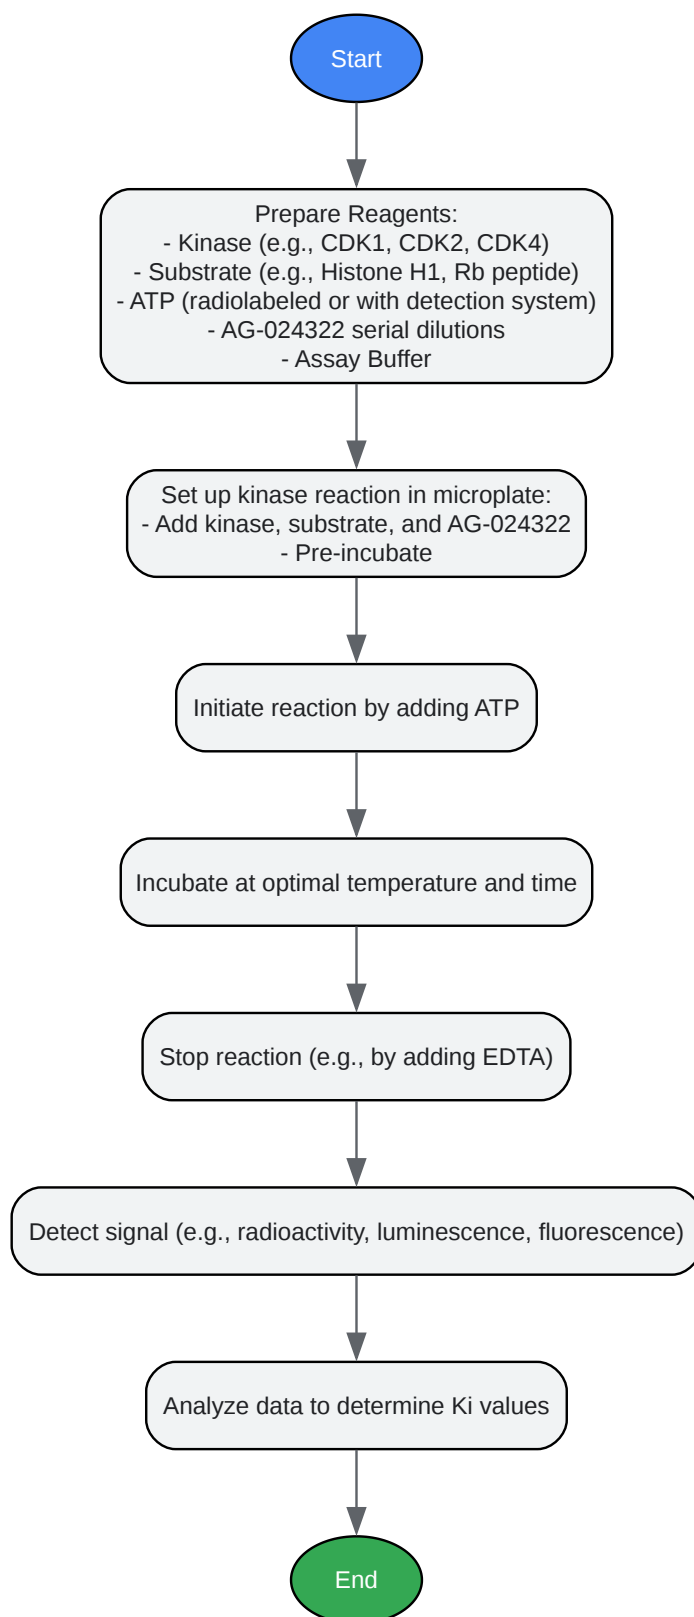 Start
Prepare Reagents:
- Kinase (e.g., CDK1, CDK2, CDK4)
- Substrate (e.g., Histone H1, Rb peptide)
- ATP (radiolabeled or with detection system)
- AG-024322 serial dilutions
- Assay Buffer
Set up kinase reaction in microplate:
- Add kinase, substrate, and AG-024322
- Pre-incubate
Initiate reaction by adding ATP
Incubate at optimal temperature and time
Stop reaction (e.g., by adding EDTA)
Detect signal (e.g., radioactivity, luminescence, fluorescence)
Analyze data to determine Ki values
End